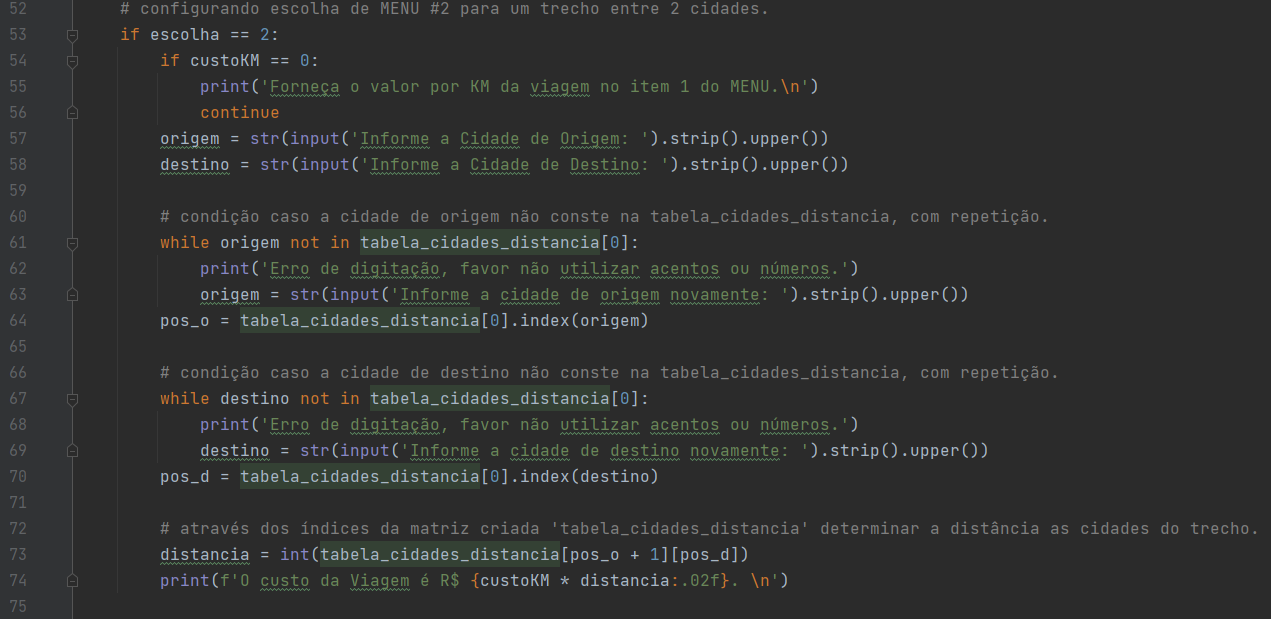 52 # configurando escolha de MENU #2 para um trecho entre 2 cidades.
53 if escolha == 2:
54 if custoKM == 0:
55 print('Forneça o valor por KM da viagem no item 1 do MENU.\n')
56 continue
57 origem = str(input('Informe a Cidade de Origem: ').strip().upper())
58 destino = str(input('Informe a Cidade de Destino: ').strip().upper())
59
60 # condição caso a cidade de origem não conste na tabela_cidades_distancia, com repetição.
61 while origem not in tabela_cidades_distancia[0]:
62 print('Erro de digitação, favor não utilizar acentos ou números.')
63 origem = str(input('Informe a cidade de origem novamente: ').strip().upper())
64 pos_o = tabela_cidades_distancia[0].index(origem)
65
66 # condição caso a cidade de destino não conste na tabela_cidades_distancia, com repetição.
67 while destino not in tabela_cidades_distancia[0]:
68 print('Erro de digitação, favor não utilizar acentos ou números.')
69 destino = str(input('Informe a cidade de destino novamente: ').strip().upper())
70 pos_d = tabela_cidades_distancia[0].index(destino)
71
72 # através dos índices da matriz criada 'tabela_cidades_distancia' determinar a distância as cidades do trecho.
73 distancia = int(tabela_cidades_distancia[pos_o + 1][pos_d])
74 print(f'O custo da Viagem é R$ {custoKM * distancia:.02f}. \n')
75